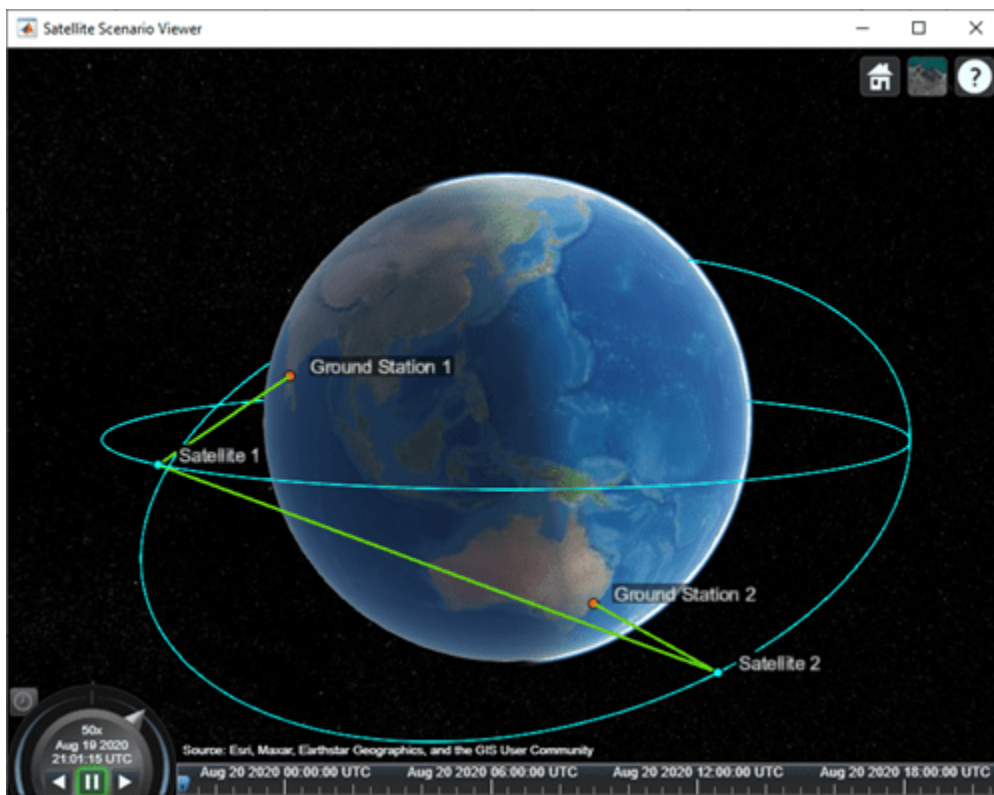 Satellite Scenario Viewer
?
Ground Station 1
Satellite 1
Ground Station 2
Satellite 2
50x
Aug 19 2020
21:01:15 UTC
Source: Esri, Maxar, Earthstar Geographics, and the GIS User Community
Aug 20 2020 00:00:00 UTC Aug 20 2020 06:00:00 UTC Aug 20 2020 12:00:00 UTC Aug 20 2020 18:00:00 UTC